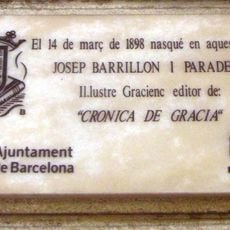 El 14 de març de 1898 nasqué en aques
JOSEP BARRILLON I PARADE
Il.lustre Gracienc editor de:
"CRONICA DE GRACIA"
Ajuntament
de Barcelona